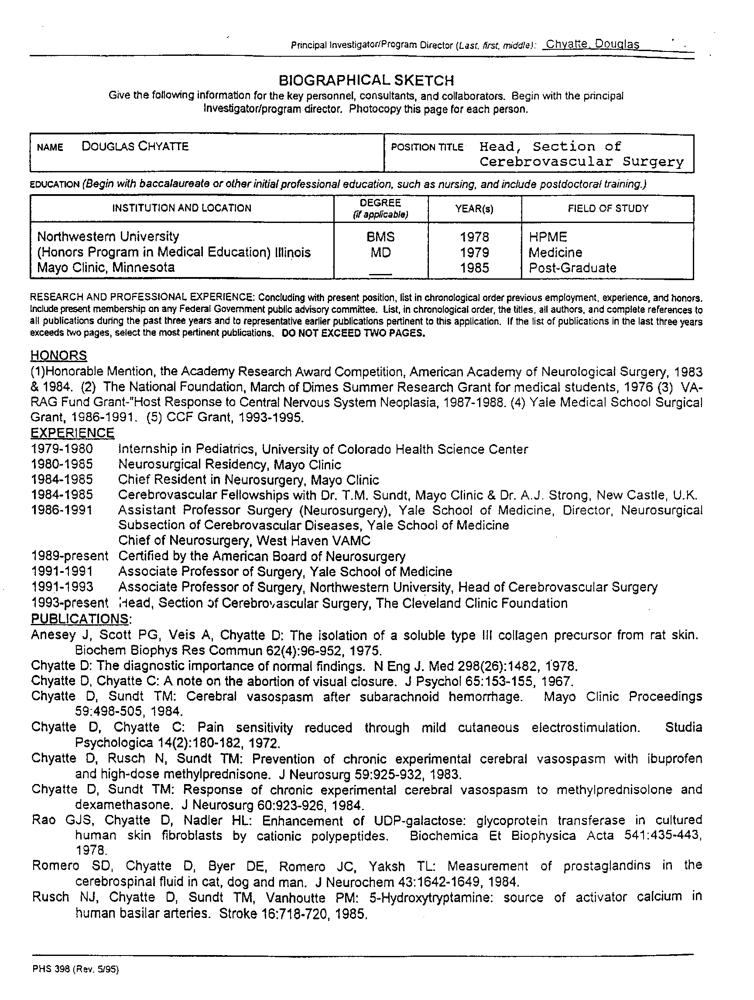 Principal Investigator/Program Director (Last, first, middle): Chyatte, Douglas
BIOGRAPHICAL SKETCH
Give the following information for the key personnel, consultants, and collaborators. Begin with the principal
Investigator/program director. Photocopy this page for each person.
NAME DOUGLAS CHYATTE POSITION TITLE Head, Section of
Cerebrovascular Surgery
EDUCATION (Begin with baccalaureate or other initial professional education, such as nursing, and include postdoctoral training.)
INSTITUTION AND LOCATION DEGREE (if applicable) YEAR(s) FIELD OF STUDY
Northwestern University BMS 1978 HPME
(Honors Program in Medical Education) Illinois MD 1979 Medicine
Mayo Clinic, Minnesota ___ 1985 Post-Graduate
RESEARCH AND PROFESSIONAL EXPERIENCE: Concluding with present position, list in chronological order previous employment, experience, and honors.
Include present membership on any Federal Government public advisory committee. List, in chronological order, the titles, all authors, and complete references to
all publications during the past three years and to representative earlier publications pertinent to this application. If the list of publications in the last three years
exceeds two pages, select the most pertinent publications. DO NOT EXCEED TWO PAGES.
HONORS
(1)Honorable Mention, the Academy Research Award Competition, American Academy of Neurological Surgery, 1983
& 1984. (2) The National Foundation, March of Dimes Summer Research Grant for medical students, 1976 (3) VA-
RAG Fund Grant-"Host Response to Central Nervous System Neoplasia, 1987-1988. (4) Yale Medical School Surgical
Grant, 1986-1991. (5) CCF Grant, 1993-1995.
EXPERIENCE
1979-1980 Internship in Pediatrics, University of Colorado Health Science Center
1980-1985 Neurosurgical Residency, Mayo Clinic
1984-1985 Chief Resident in Neurosurgery, Mayo Clinic
1984-1985 Cerebrovascular Fellowships with Dr. T.M. Sundt, Mayo Clinic & Dr. A.J. Strong, New Castle, U.K.
1986-1991 Assistant Professor Surgery (Neurosurgery), Yale School of Medicine, Director, Neurosurgical
Subsection of Cerebrovascular Diseases, Yale School of Medicine
Chief of Neurosurgery, West Haven VAMC
1989-present Certified by the American Board of Neurosurgery
1991-1991 Associate Professor of Surgery, Yale School of Medicine
1991-1993 Associate Professor of Surgery, Northwestern University, Head of Cerebrovascular Surgery
1993-present Head, Section of Cerebrovascular Surgery, The Cleveland Clinic Foundation
PUBLICATIONS:
Anesey J, Scott PG, Veis A, Chyatte D: The isolation of a soluble type III collagen precursor from rat skin.
Biochem Biophys Res Commun 62(4):96-952, 1975.
Chyatte D: The diagnostic importance of normal findings. N Eng J. Med 298(26):1482, 1978.
Chyatte D, Chyatte C: A note on the abortion of visual closure. J Psychol 65:153-155, 1967.
Chyatte D, Sundt TM: Cerebral vasospasm after subarachnoid hemorrhage. Mayo Clinic Proceedings
59:498-505, 1984.
Chyatte D, Chyatte C: Pain sensitivity reduced through mild cutaneous electrostimulation. Studia
Psychologica 14(2):180-182, 1972.
Chyatte D, Rusch N, Sundt TM: Prevention of chronic experimental cerebral vasospasm with ibuprofen
and high-dose methylprednisone. J Neurosurg 59:925-932, 1983.
Chyatte D, Sundt TM: Response of chronic experimental cerebral vasospasm to methylprednisolone and
dexamethasone. J Neurosurg 60:923-926, 1984.
Rao GJS, Chyatte D, Nadler HL: Enhancement of UDP-galactose: glycoprotein transferase in cultured
human skin fibroblasts by cationic polypeptides. Biochemica Et Biophysica Acta 541:435-443,
1978.
Romero SD, Chyatte D, Byer DE, Romero JC, Yaksh TL: Measurement of prostaglandins in the
cerebrospinal fluid in cat, dog and man. J Neurochem 43:1642-1649, 1984.
Rusch NJ, Chyatte D, Sundt TM, Vanhoutte PM: 5-Hydroxytryptamine: source of activator calcium in
human basilar arteries. Stroke 16:718-720, 1985.
PHS 398 (Rev. 5/95)